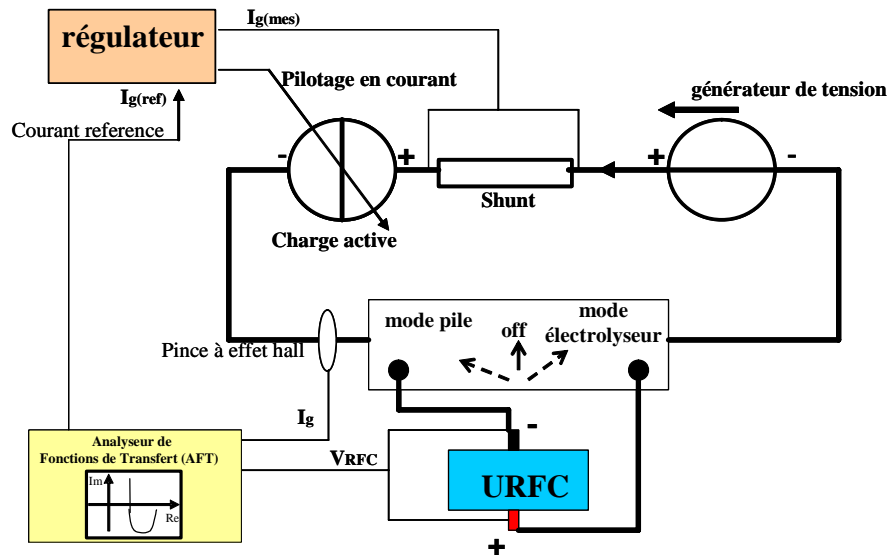 régulateur
Ig(mes)
Pilotage en courant
Ig(ref)
Courant reference
générateur de tension
-
+
+
-
Shunt
Charge active
mode pile
off
mode
électrolyseur
Pince à effet hall
Ig
-
Analyseur de
Fonctions de Transfert (AFT)
VRFC
Im
Re
URFC
+